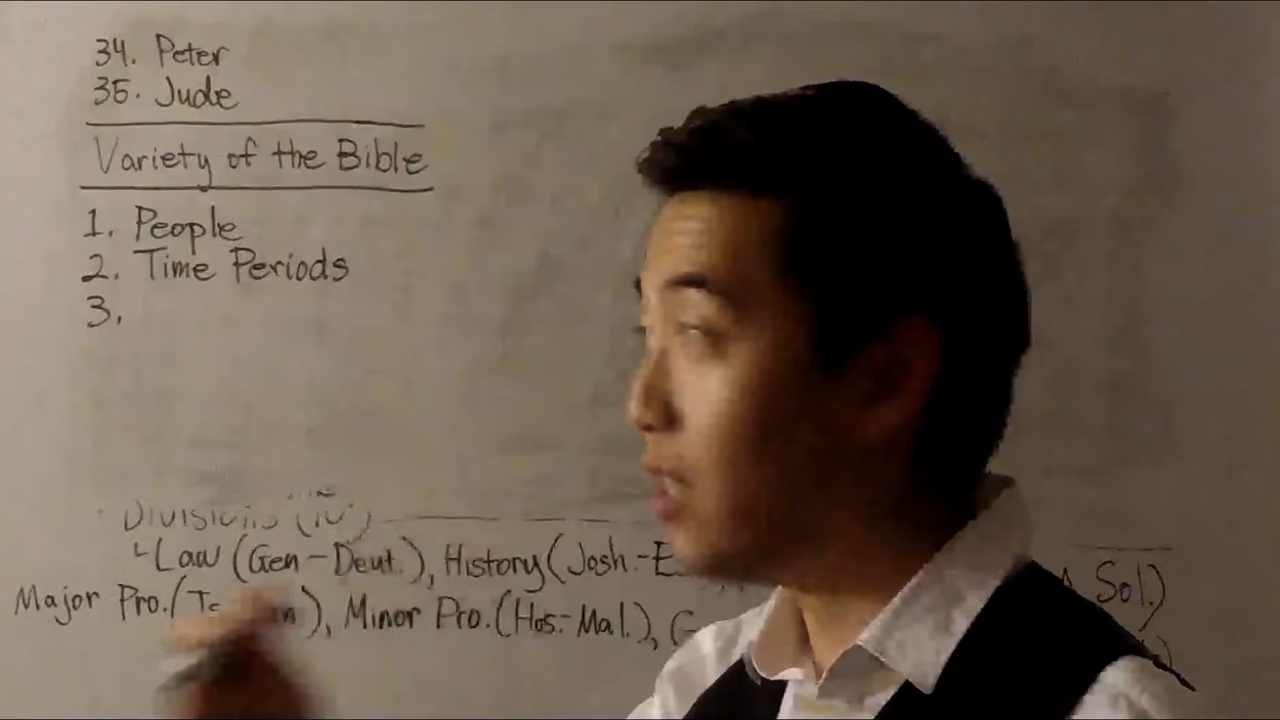 34. Peter
35. Jude
Variety of the Bible
1. People
2. Time Periods
3.
Divisions (10)
Law (Gen-Deut.), History (Josh.-E
Sol.)
Major Pro. (Is
n), Minor Pro. (Hos.-Mal.), G